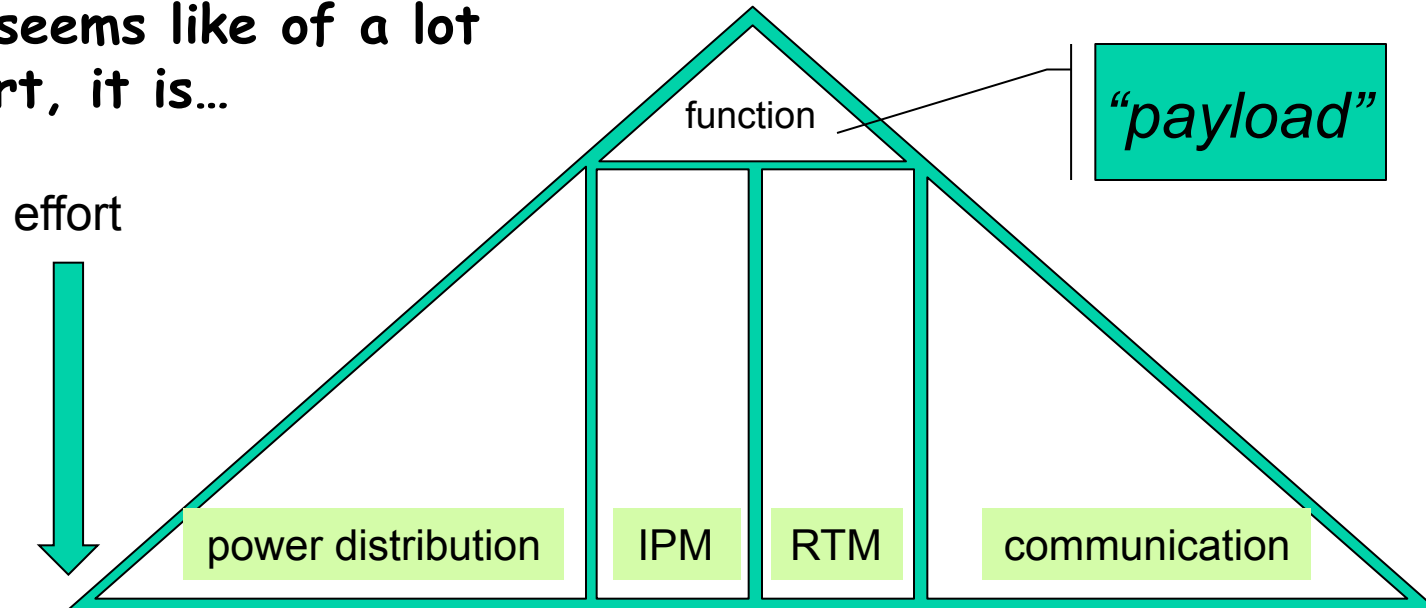 seems like of a lot
rt, it is…
function
“payload”
effort
power distribution
IPM
RTM
communication